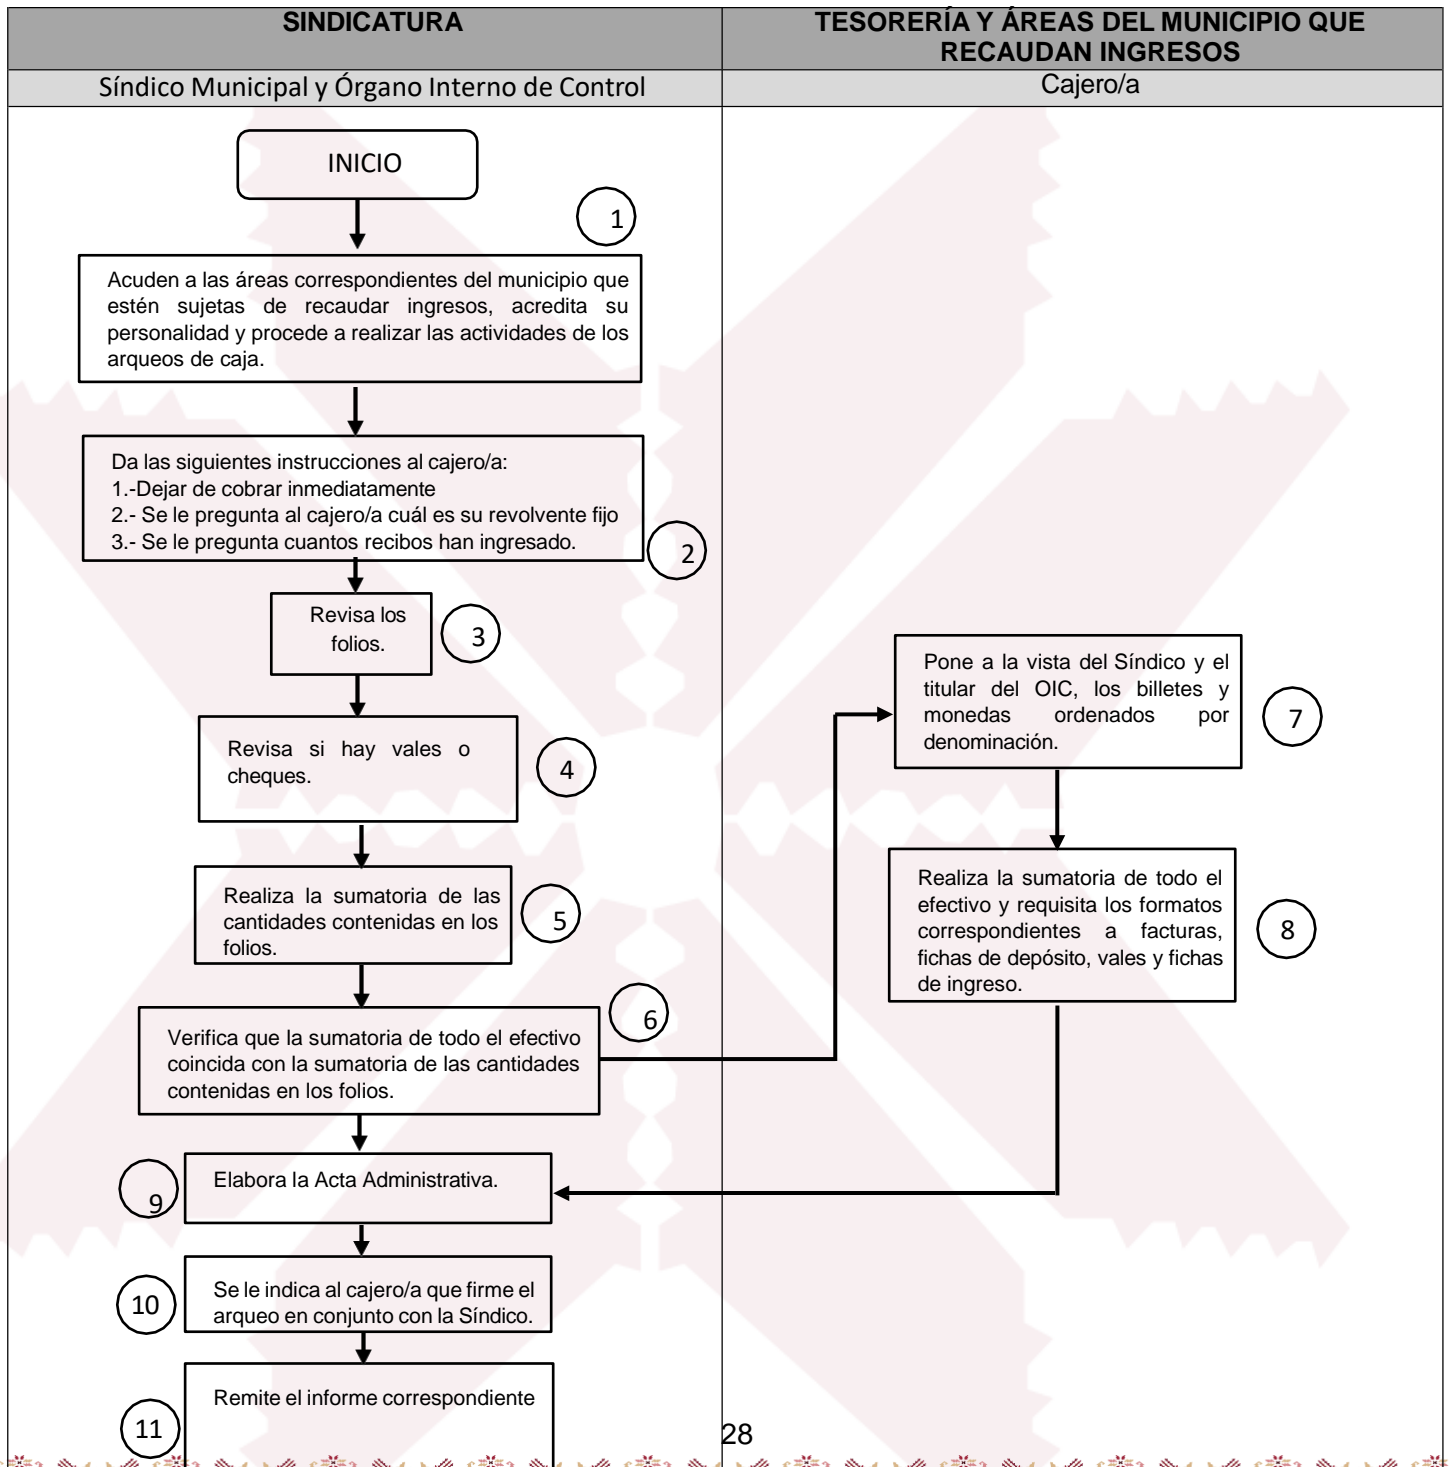 SINDICATURA
TESORERÍA Y ÁREAS DEL MUNICIPIO QUE
RECAUDAN INGRESOS
Síndico Municipal y Órgano Interno de Control
Cajero/a
INICIO
1
Acuden a las áreas correspondientes del municipio que
estén sujetas de recaudar ingresos, acredita su
personalidad y procede a realizar las actividades de los
arqueos de caja.
Da las siguientes instrucciones al cajero/a:
1.-Dejar de cobrar inmediatamente
2.- Se le pregunta al cajero/a cuál es su revolvente fijo
3.- Se le pregunta cuantos recibos han ingresado.
2
Revisa los
folios.
3
Revisa si hay vales o
cheques.
4
Realiza la sumatoria de las
cantidades contenidas en los
folios.
5
Verifica que la sumatoria de todo el efectivo
coincida con la sumatoria de las cantidades
contenidas en los folios.
6
Pone a la vista del Síndico y el
titular del OIC, los billetes y
monedas ordenados por
denominación.
7
Realiza la sumatoria de todo el
efectivo y requisita los formatos
correspondientes a facturas,
fichas de depósito, vales y fichas
de ingreso.
8
Elabora la Acta Administrativa.
9
Se le indica al cajero/a que firme el
arqueo en conjunto con la Síndico.
10
Remite el informe correspondiente
11
28